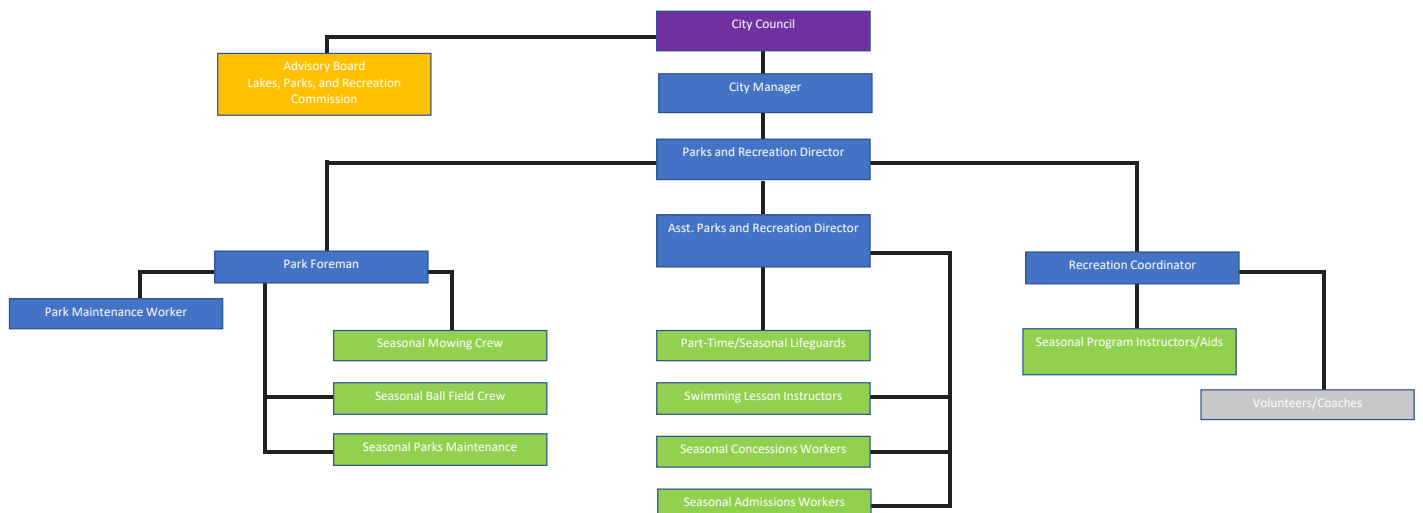 City Council
Advisory Board
Lakes, Parks, and Recreation
Commission
City Manager
Parks and Recreation Director
Asst. Parks and Recreation Director
Park Foreman
Recreation Coordinator
Park Maintenance Worker
Seasonal Mowing Crew
Part-Time/Seasonal Lifeguards
Seasonal Program Instructors/Aids
Seasonal Ball Field Crew
Swimming Lesson Instructors
Volunteers/Coaches
Seasonal Parks Maintenance
Seasonal Concessions Workers
Seasonal Admissions Workers